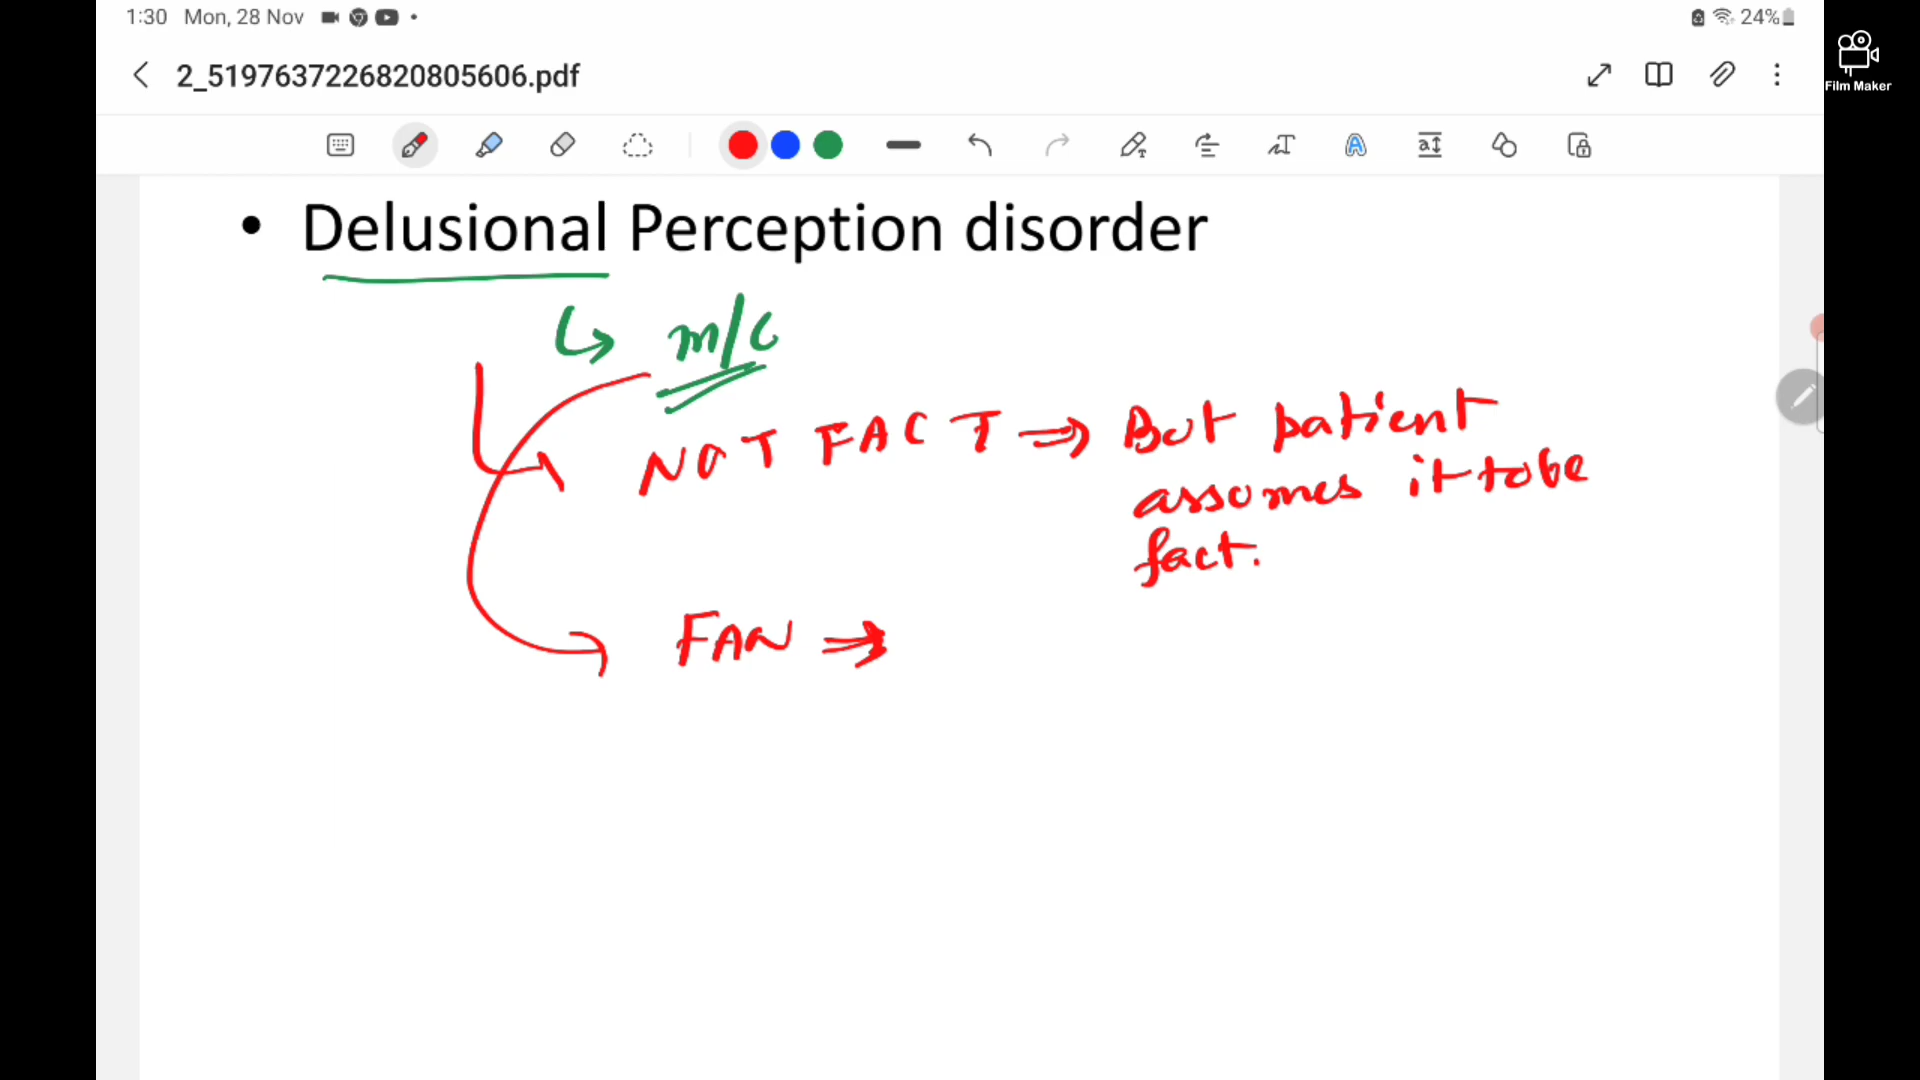 1:30 Mon, 28 Nov
24%
Film Maker
2_5197637226820805606.pdf
• Delusional Perception disorder
↳ m/c
NOT FACT ⇒ But patient
assumes it to be
fact.
FAN ⇒